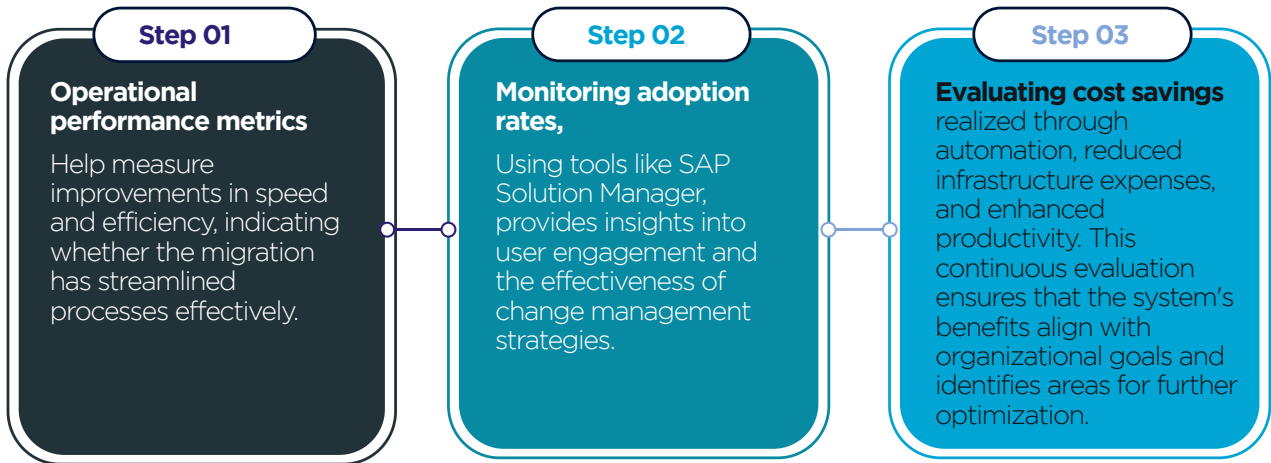 Step 01
Operational
performance metrics
Help measure
improvements in speed
and efficiency, indicating
whether the migration
has streamlined
processes effectively.
Step 02
Monitoring adoption
rates,
Using tools like SAP
Solution Manager,
provides insights into
user engagement and
the effectiveness of
change management
strategies.
Step 03
Evaluating cost savings
realized through
automation, reduced
infrastructure expenses,
and enhanced
productivity. This
continuous evaluation
ensures that the system's
benefits align with
organizational goals and
identifies areas for further
optimization.